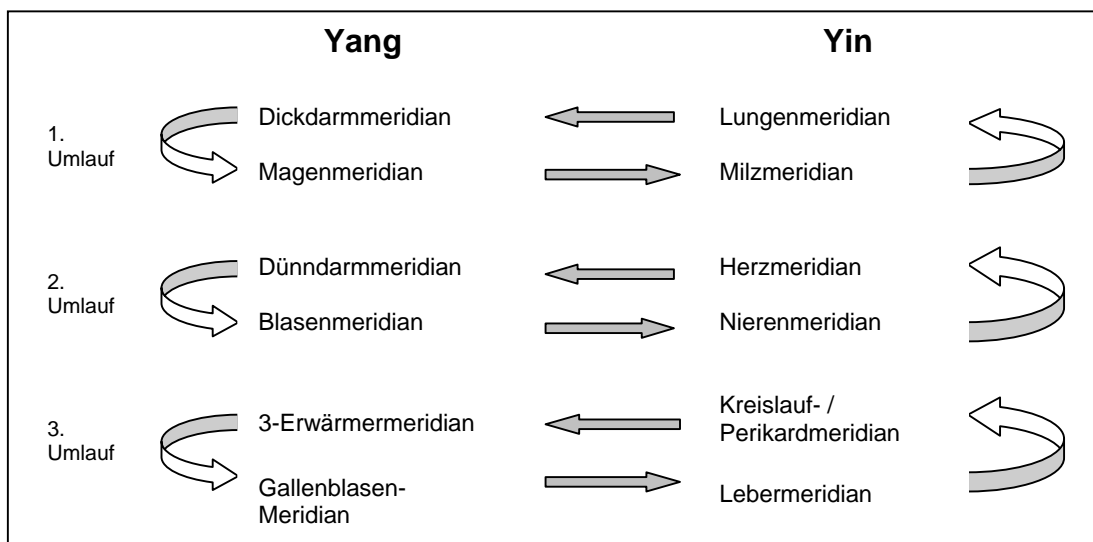 Yang Yin
1.
Umlauf
Dickdarmmeridian Lungenmeridian
Magenmeridian Milzmeridian
2.
Umlauf
Dünndarmmeridian Herzmeridian
Blasenmeridian Nierenmeridian
3.
Umlauf
3-Erwärmermeridian
Kreislauf- /
Perikardmeridian
Gallenblasen-
Meridian
Lebermeridian